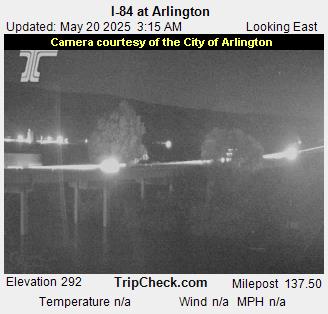 I-84 at Arlington
Updated: May 20 2025 3:15 AM Looking East
Camera courtesy of the City of Arlington
Elevation 292 TripCheck.com Milepost 137.50
Temperature n/a Wind n/a MPH n/a